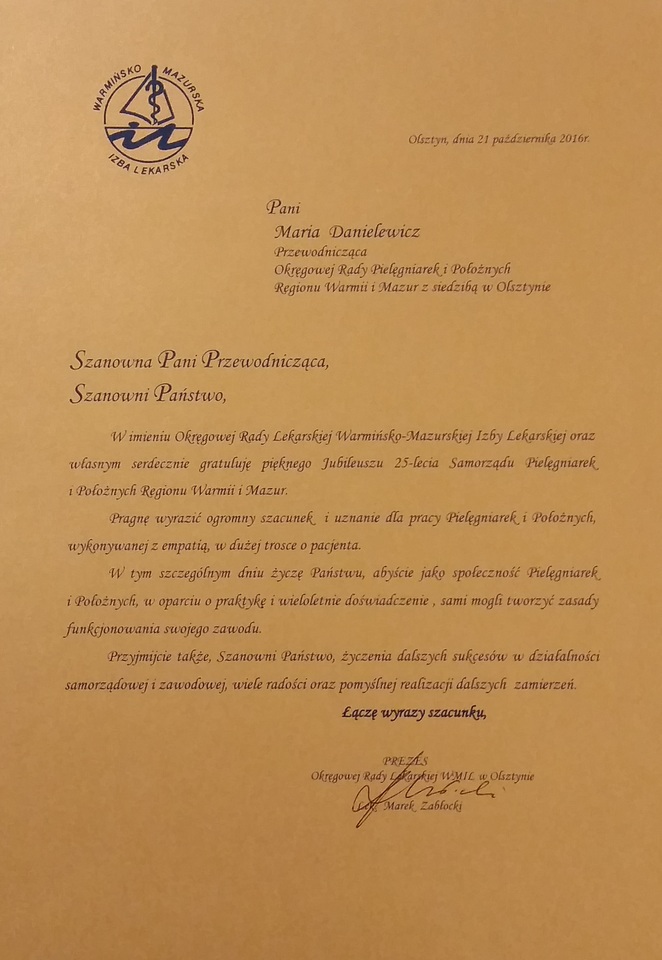 WARMIŃSKO MAZURSKA
IZBA LEKARSKA
Olsztyn, dnia 21 października 2016r.
Pani
Maria Danielewicz
Przewodnicząca
Okręgowej Rady Pielęgniarek i Położnych
Regionu Warmii i Mazur z siedzibą w Olsztynie
Szanowna Pani Przewodnicząca,
Szanowni Państwo,
W imieniu Okręgowej Rady Lekarskiej Warmińsko-Mazurskiej Izby Lekarskiej oraz
własnym serdecznie gratuluję pięknego Jubileuszu 25-lecia Samorządu Pielęgniarek
i Położnych Regionu Warmii i Mazur.
Pragnę wyrazić ogromny szacunek i uznanie dla pracy Pielęgniarek i Położnych,
wykonywanej z empatią, w dużej trosce o pacjenta.
W tym szczególnym dniu życzę Państwu, abyście jako społeczność Pielęgniarek
i Położnych, w oparciu o praktykę i wieloletnie doświadczenie , sami mogli tworzyć zasady
funkcjonowania swojego zawodu.
Przyjmijcie także, Szanowni Państwo, życzenia dalszych sukcesów w działalności
samorządowej i zawodowej, wiele radości oraz pomyślnej realizacji dalszych zamierzeń.
Łączę wyrazy szacunku,
PREZES
Okręgowej Rady Lekarskiej WMIL w Olsztynie
Lek. Marek Zabłocki